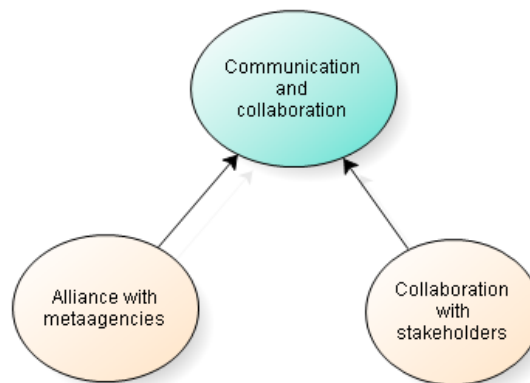 Communication
and
collaboration
Alliance with
metaagencies
Collaboration
with
stakeholders